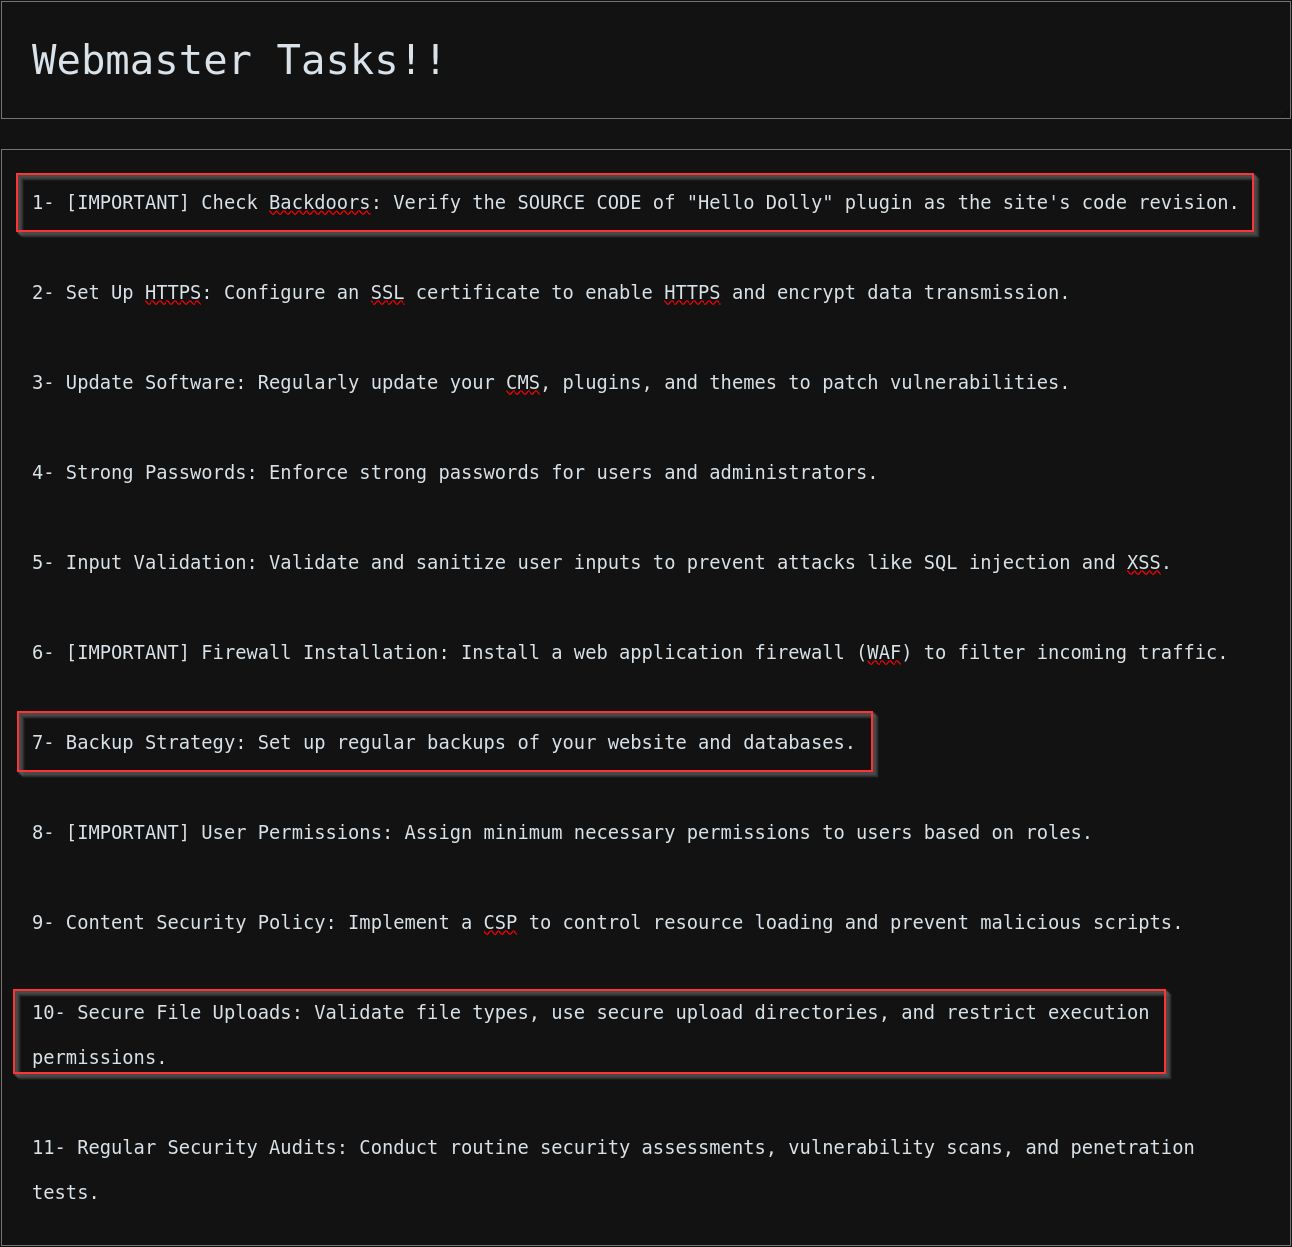 Webmaster Tasks!!
1- [IMPORTANT] Check Backdoors: Verify the SOURCE CODE of "Hello Dolly" plugin as the site's code revision.
2- Set Up HTTPS: Configure an SSL certificate to enable HTTPS and encrypt data transmission.
3- Update Software: Regularly update your CMS, plugins, and themes to patch vulnerabilities.
4- Strong Passwords: Enforce strong passwords for users and administrators.
5- Input Validation: Validate and sanitize user inputs to prevent attacks like SQL injection and XSS.
6- [IMPORTANT] Firewall Installation: Install a web application firewall (WAF) to filter incoming traffic.
7- Backup Strategy: Set up regular backups of your website and databases.
8- [IMPORTANT] User Permissions: Assign minimum necessary permissions to users based on roles.
9- Content Security Policy: Implement a CSP to control resource loading and prevent malicious scripts.
10- Secure File Uploads: Validate file types, use secure upload directories, and restrict execution
permissions.
11- Regular Security Audits: Conduct routine security assessments, vulnerability scans, and penetration
tests.